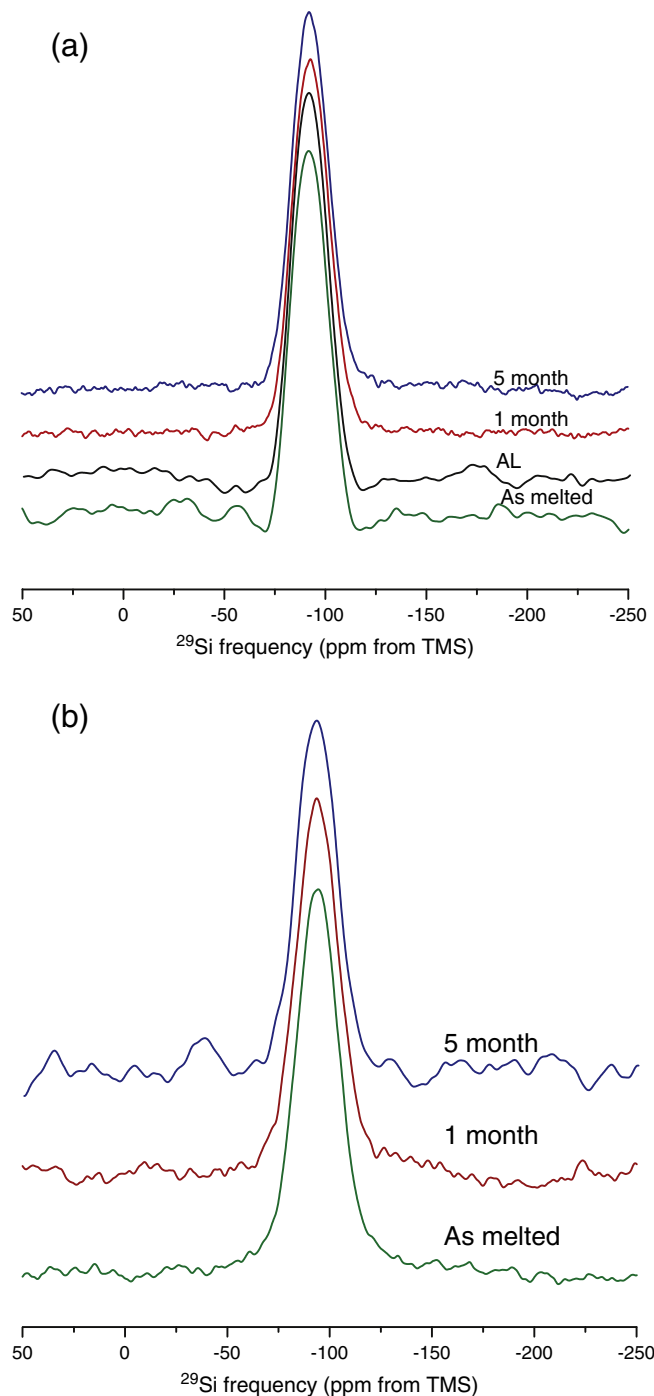 (a)
5 month
1 month
AL
As melted
50 0 -50 -100 -150 -200 -250
²⁹Si frequency (ppm from TMS)
(b)
5 month
1 month
As melted
50 0 -50 -100 -150 -200 -250
²⁹Si frequency (ppm from TMS)